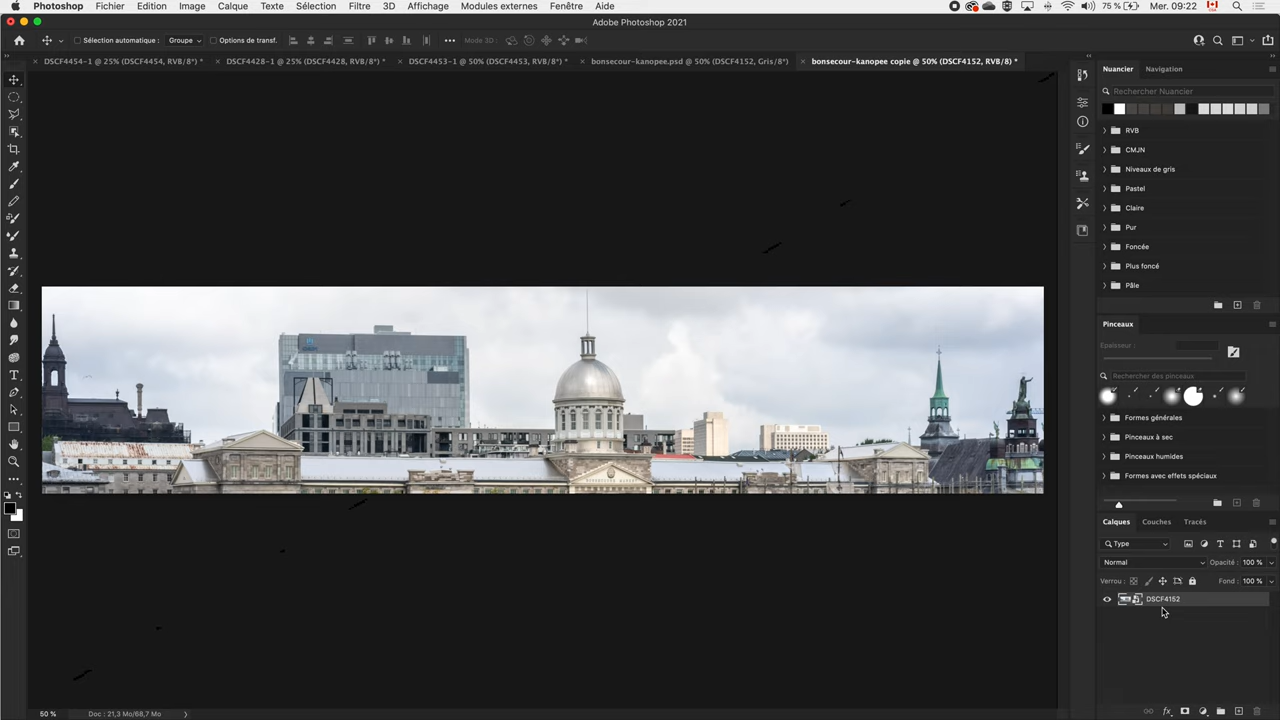 Photoshop Fichier Edition Image Calque Texte Sélection Filtre 3D Affichage Modules externes Fenêtre Aide 75 % Mer. 09:22
Adobe Photoshop 2021
Sélection automatique : Groupe Options de transf. Mode 3D :
DSCF4454-1 @ 25% (DSCF4454, RVB/8) * DSCF4428-1 @ 25% (DSCF4428, RVB/8) * DSCF4453-1 @ 50% (DSCF4453, RVB/8) * bonsecour-kanopee.psd @ 50% (DSCF4152, Gris/8*) bonsecour-kanopee copie @ 50% (DSCF4152, RVB/8) *
Nuancier Navigation
Rechercher Nuancier
RVB
CMJN
Niveaux de gris
Pastel
Claire
Pur
Foncée
Plus foncé
Pâle
Pinceaux
Epaisseur :
Rechercher des pinceaux
Formes générales
Pinceaux à sec
Pinceaux humides
Formes avec effets spéciaux
Calques Couches Tracés
Type
Normal Opacité : 100 %
Verrou : Fond : 100 %
DSCF4152
50 % Doc : 21,3 Mo/68,7 Mo